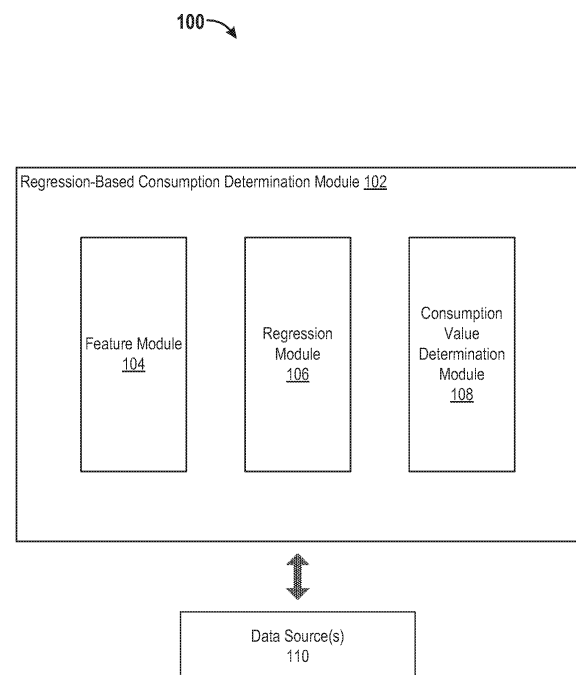 100
Regression-Based Consumption Determination Module 102
Feature Module
104
Regression
Module
106
Consumption
Value
Determination
Module
108
Data Source(s)
110